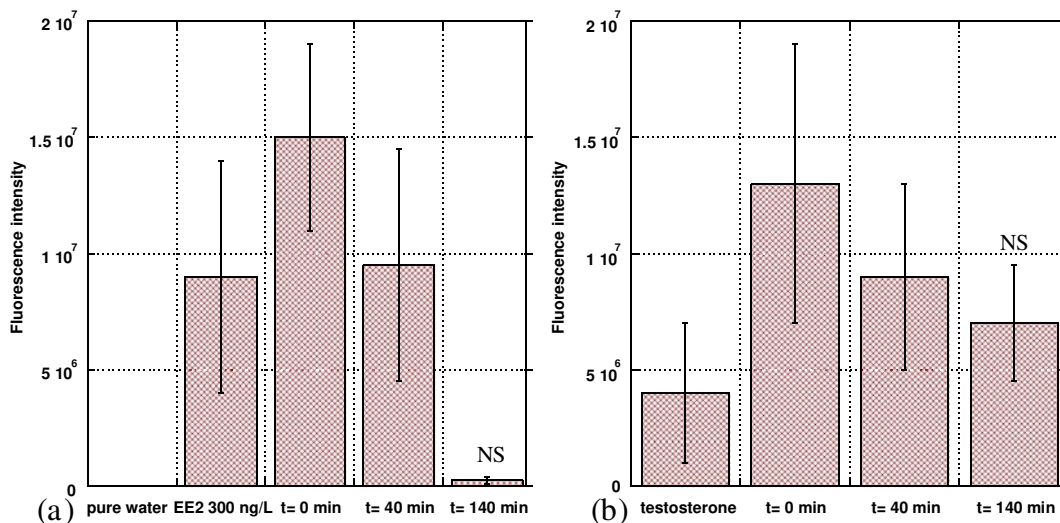 2 10⁷
1.5 10⁷
1 10⁷
5 10⁶
0
Fluorescence intensity
NS
(a) pure water EE2 300 ng/L t= 0 min t= 40 min t= 140 min
2 10⁷
1.5 10⁷
1 10⁷
5 10⁶
0
Fluorescence intensity
NS
(b) testosterone t= 0 min t= 40 min t= 140 min